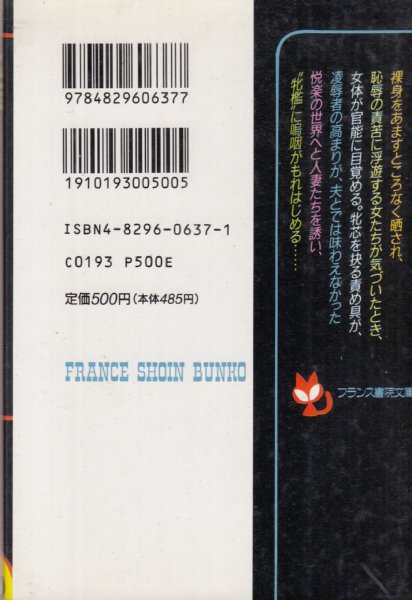 9784829606377
1910193005005
ISBN4-8296-0637-1
C0193 P500E
定価500円(本体485円)
FRANCE SHOIN BUNKO
裸身をあますところなく晒され、
恥辱の責苦に浮遊する女たちが気づいたとき、
女体が官能に目覚める。牝芯を抉る責め具が、
凌辱者の高まりが、夫とでは味わえなかった
悦楽の世界へと人妻たちを誘い、
“牝檻”に嗚咽がもれはじめる……
フランス書院文庫